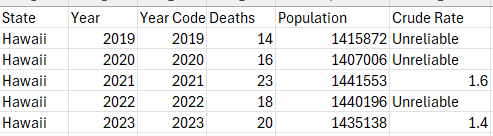 State Year Year Code Deaths Population Crude Rate
Hawaii 2019 2019 14 1415872 Unreliable
Hawaii 2020 2020 16 1407006 Unreliable
Hawaii 2021 2021 23 1441553 1.6
Hawaii 2022 2022 18 1440196 Unreliable
Hawaii 2023 2023 20 1435138 1.4